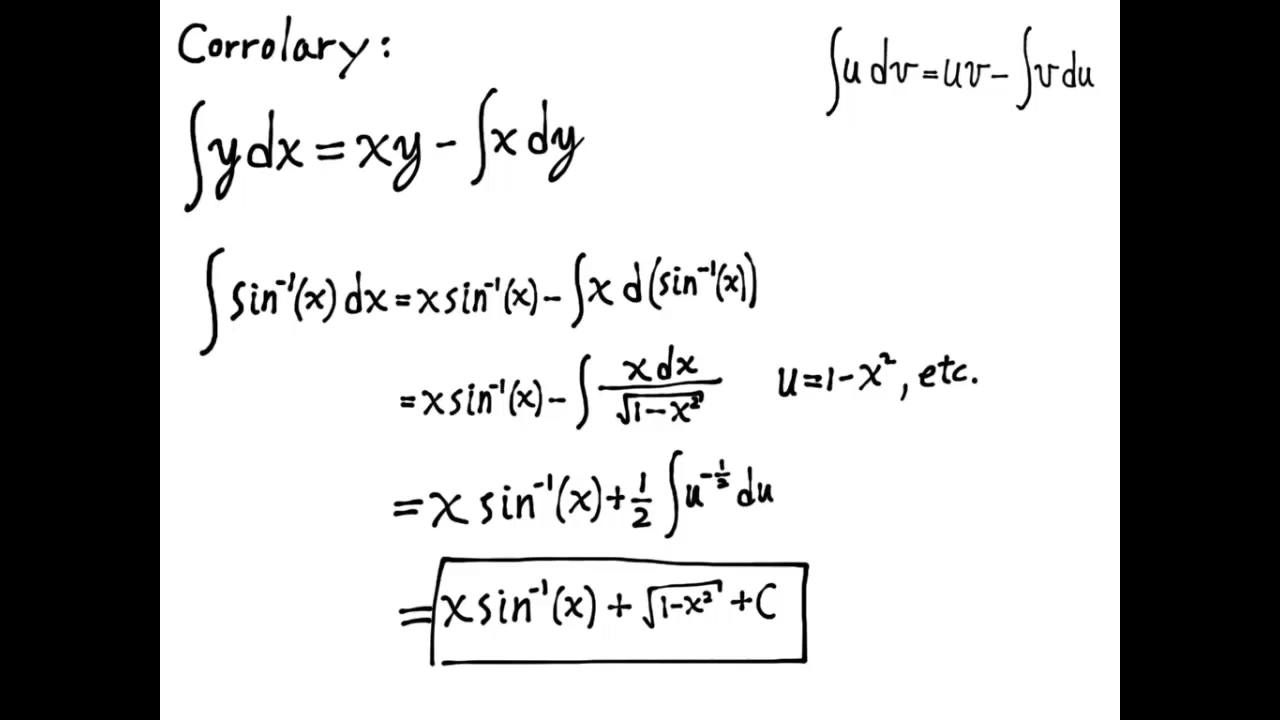 Corrolary:
∫u dv = uv − ∫v du
∫y dx = xy − ∫x dy
∫sin⁻¹(x) dx = x sin⁻¹(x) − ∫x d(sin⁻¹(x))
= x sin⁻¹(x) − ∫ x dx / √(1−x²) u = 1−x², etc.
= x sin⁻¹(x) + 1/2 ∫u^(−1/2) du
= x sin⁻¹(x) + √(1−x²) + C